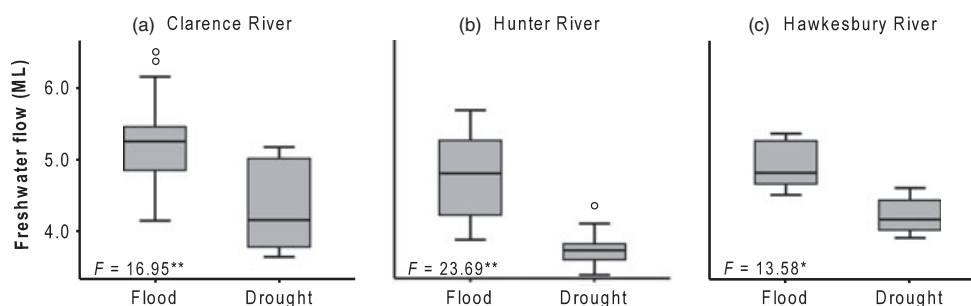 (a) Clarence River
(b) Hunter River
(c) Hawkesbury River
Freshwater flow (ML)
6.0
5.0
4.0
F = 16.95**
F = 23.69**
F = 13.58*
Flood Drought
Flood Drought
Flood Drought